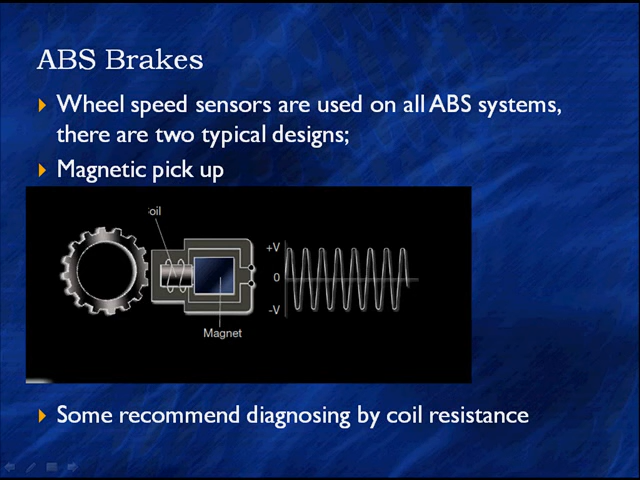 ABS Brakes
Wheel speed sensors are used on all ABS systems,
there are two typical designs;
Magnetic pick up
oil
+V
0
-V
Magnet
Some recommend diagnosing by coil resistance